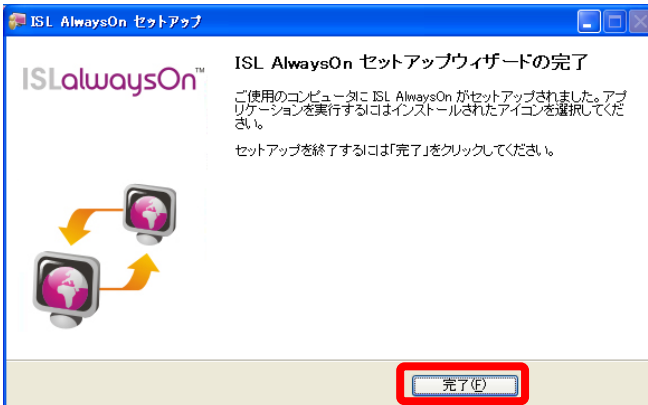 ISL AlwaysOn セットアップ
ISLalwaysOn™
ISL AlwaysOn セットアップウィザードの完了
ご使用のコンピュータに ISL AlwaysOn がセットアップされました。アプ
リケーションを実行するにはインストールされたアイコンを選択してくだ
さい。
セットアップを終了するには「完了」をクリックしてください。
完了(F)